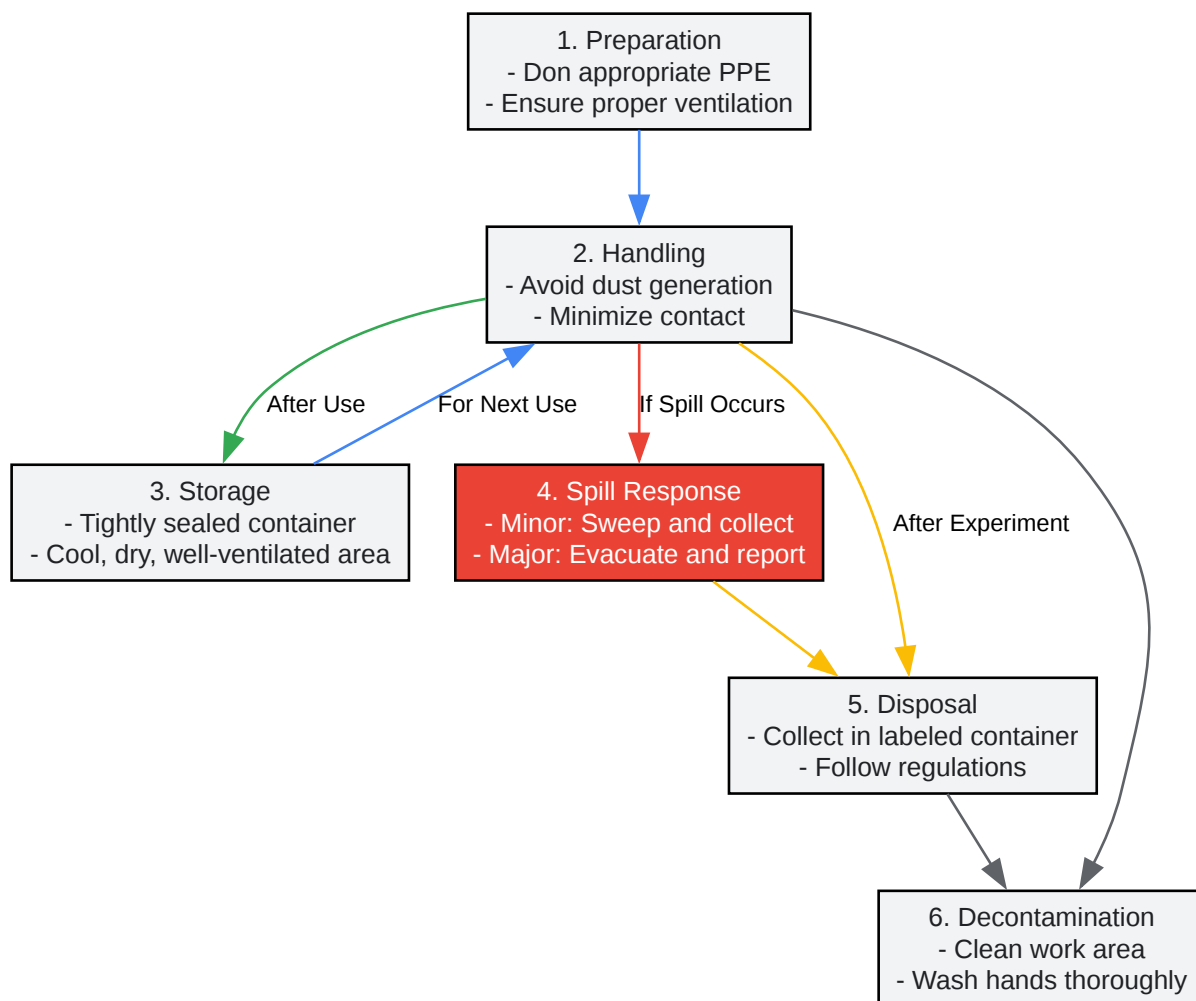 1. Preparation
- Don appropriate PPE
- Ensure proper ventilation
2. Handling
- Avoid dust generation
- Minimize contact
After Use
For Next Use
If Spill Occurs
3. Storage
- Tightly sealed container
- Cool, dry, well-ventilated area
4. Spill Response
- Minor: Sweep and collect
- Major: Evacuate and report
After Experiment
5. Disposal
- Collect in labeled container
- Follow regulations
6. Decontamination
- Clean work area
- Wash hands thoroughly